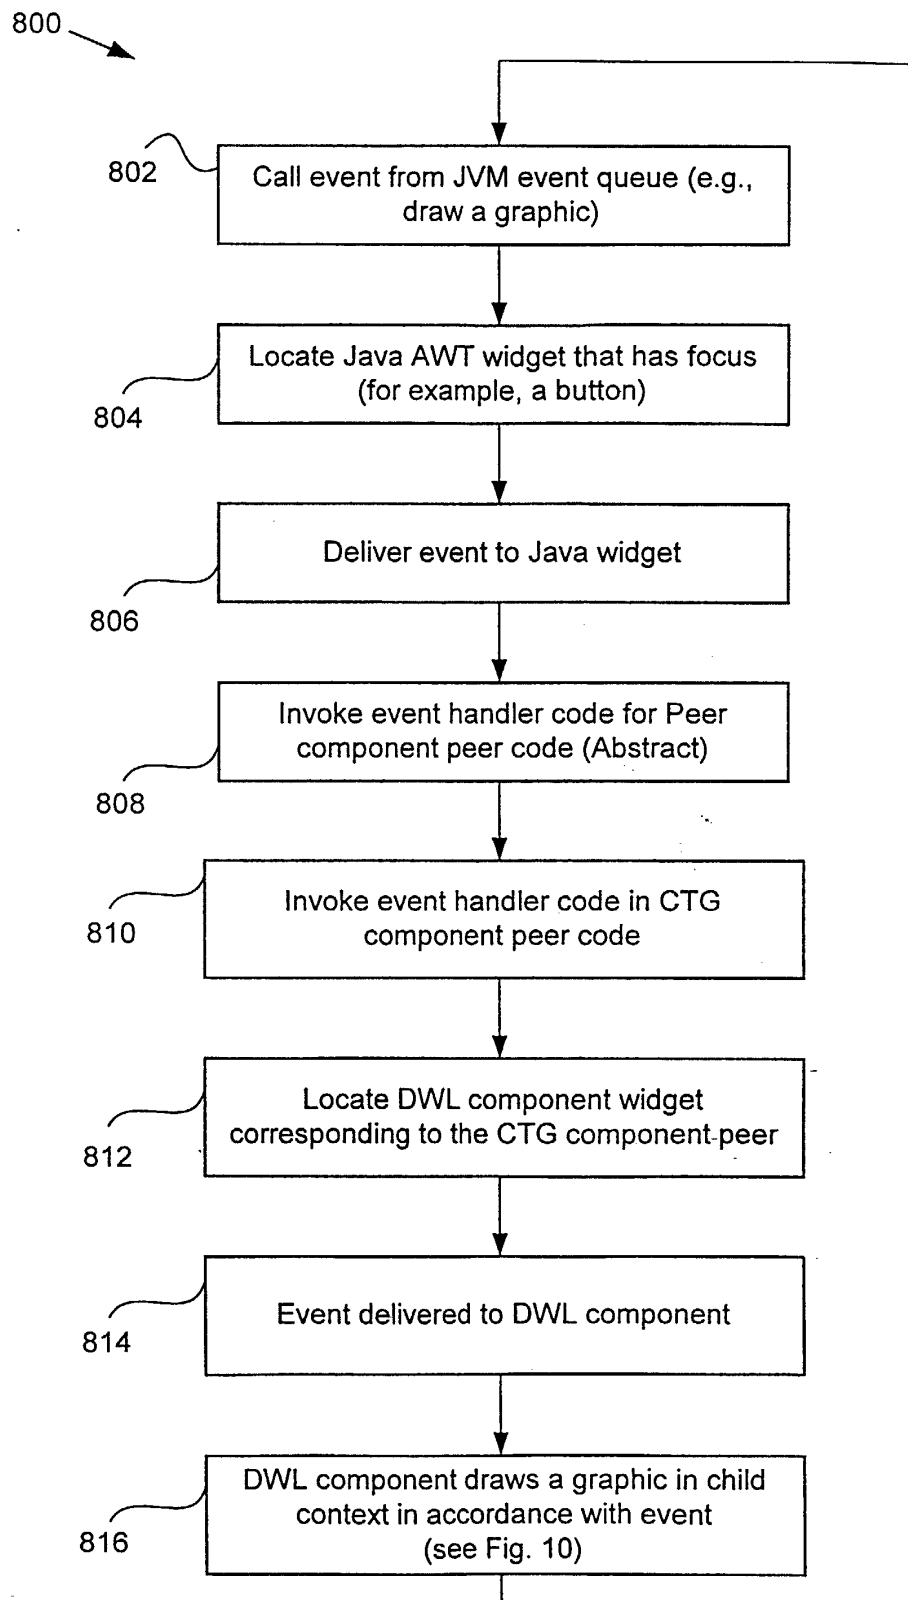 800
802
Call event from JVM event queue (e.g.,
draw a graphic)
804
Locate Java AWT widget that has focus
(for example, a button)
806
Deliver event to Java widget
808
Invoke event handler code for Peer
component peer code (Abstract)
810
Invoke event handler code in CTG
component peer code
812
Locate DWL component widget
corresponding to the CTG component peer
814
Event delivered to DWL component
816
DWL component draws a graphic in child
context in accordance with event
(see Fig. 10)